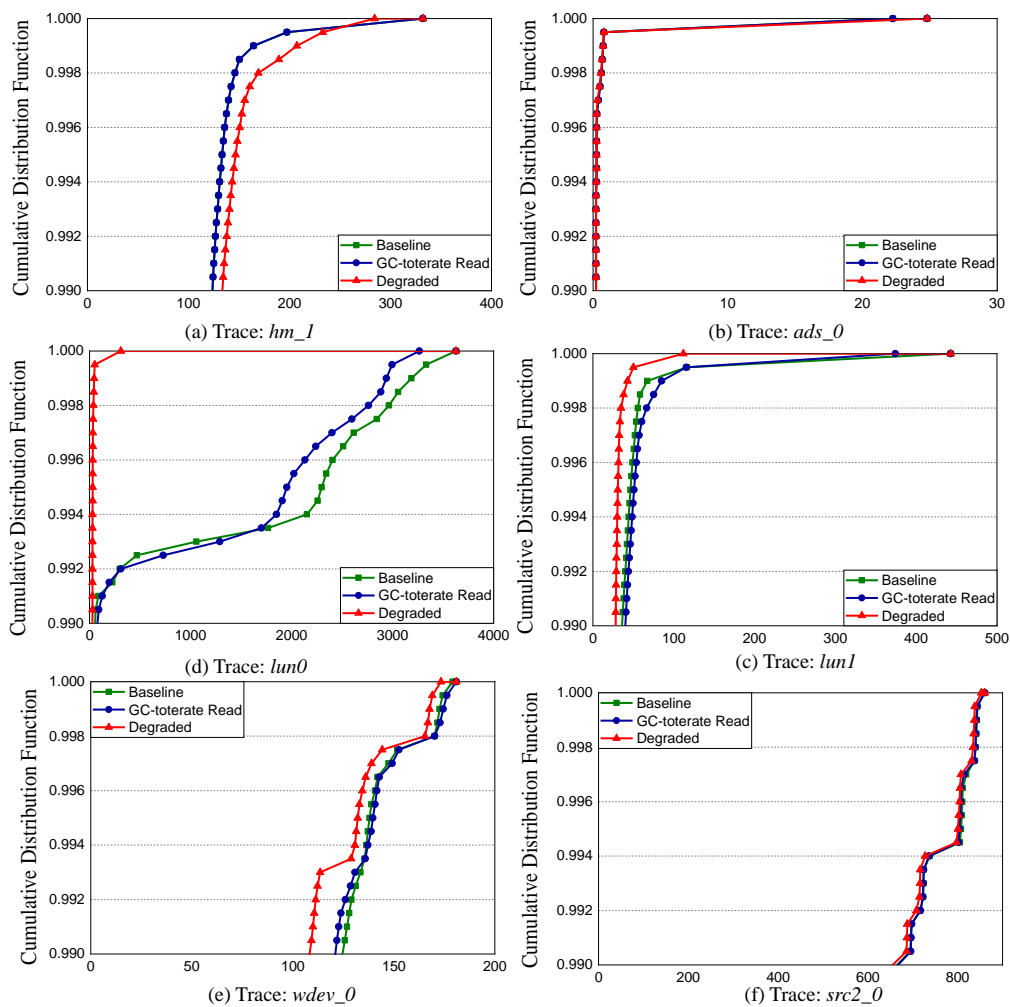 1.000
0.998
0.996
0.994
0.992
0.990
Cumulative Distribution Function
Baseline
GC-toterate Read
Degraded
0 100 200 300 400
(a) Trace: hm_1
1.000
0.998
0.996
0.994
0.992
0.990
Cumulative Distribution Function
Baseline
GC-toterate Read
Degraded
0 10 20 30
(b) Trace: ads_0
1.000
0.998
0.996
0.994
0.992
0.990
Cumulative Distribution Function
Baseline
GC-toterate Read
Degraded
0 1000 2000 3000 4000
(d) Trace: lun0
1.000
0.998
0.996
0.994
0.992
0.990
Cumulative Distribution Function
Baseline
GC-toterate Read
Degraded
0 100 200 300 400 500
(c) Trace: lun1
1.000
0.998
0.996
0.994
0.992
0.990
Cumulative Distribution Function
Baseline
GC-toterate Read
Degraded
0 50 100 150 200
(e) Trace: wdev_0
1.000
0.998
0.996
0.994
0.992
0.990
Cumulative Distribution Function
Baseline
GC-toterate Read
Degraded
0 200 400 600 800
(f) Trace: src2_0